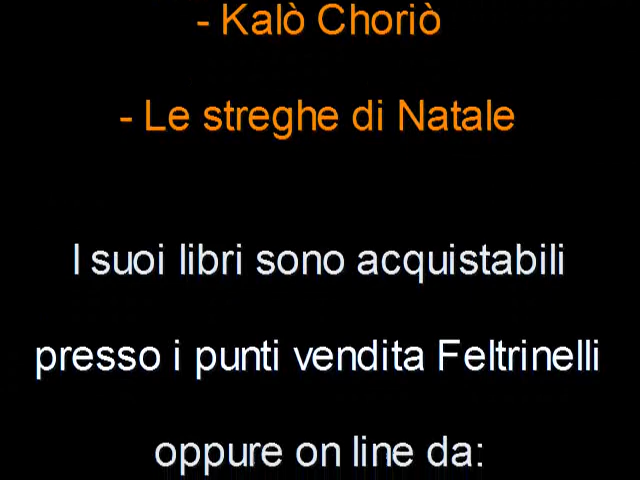 - Kalò Choriò
- Le streghe di Natale
I suoi libri sono acquistabili
presso i punti vendita Feltrinelli
oppure on line da: